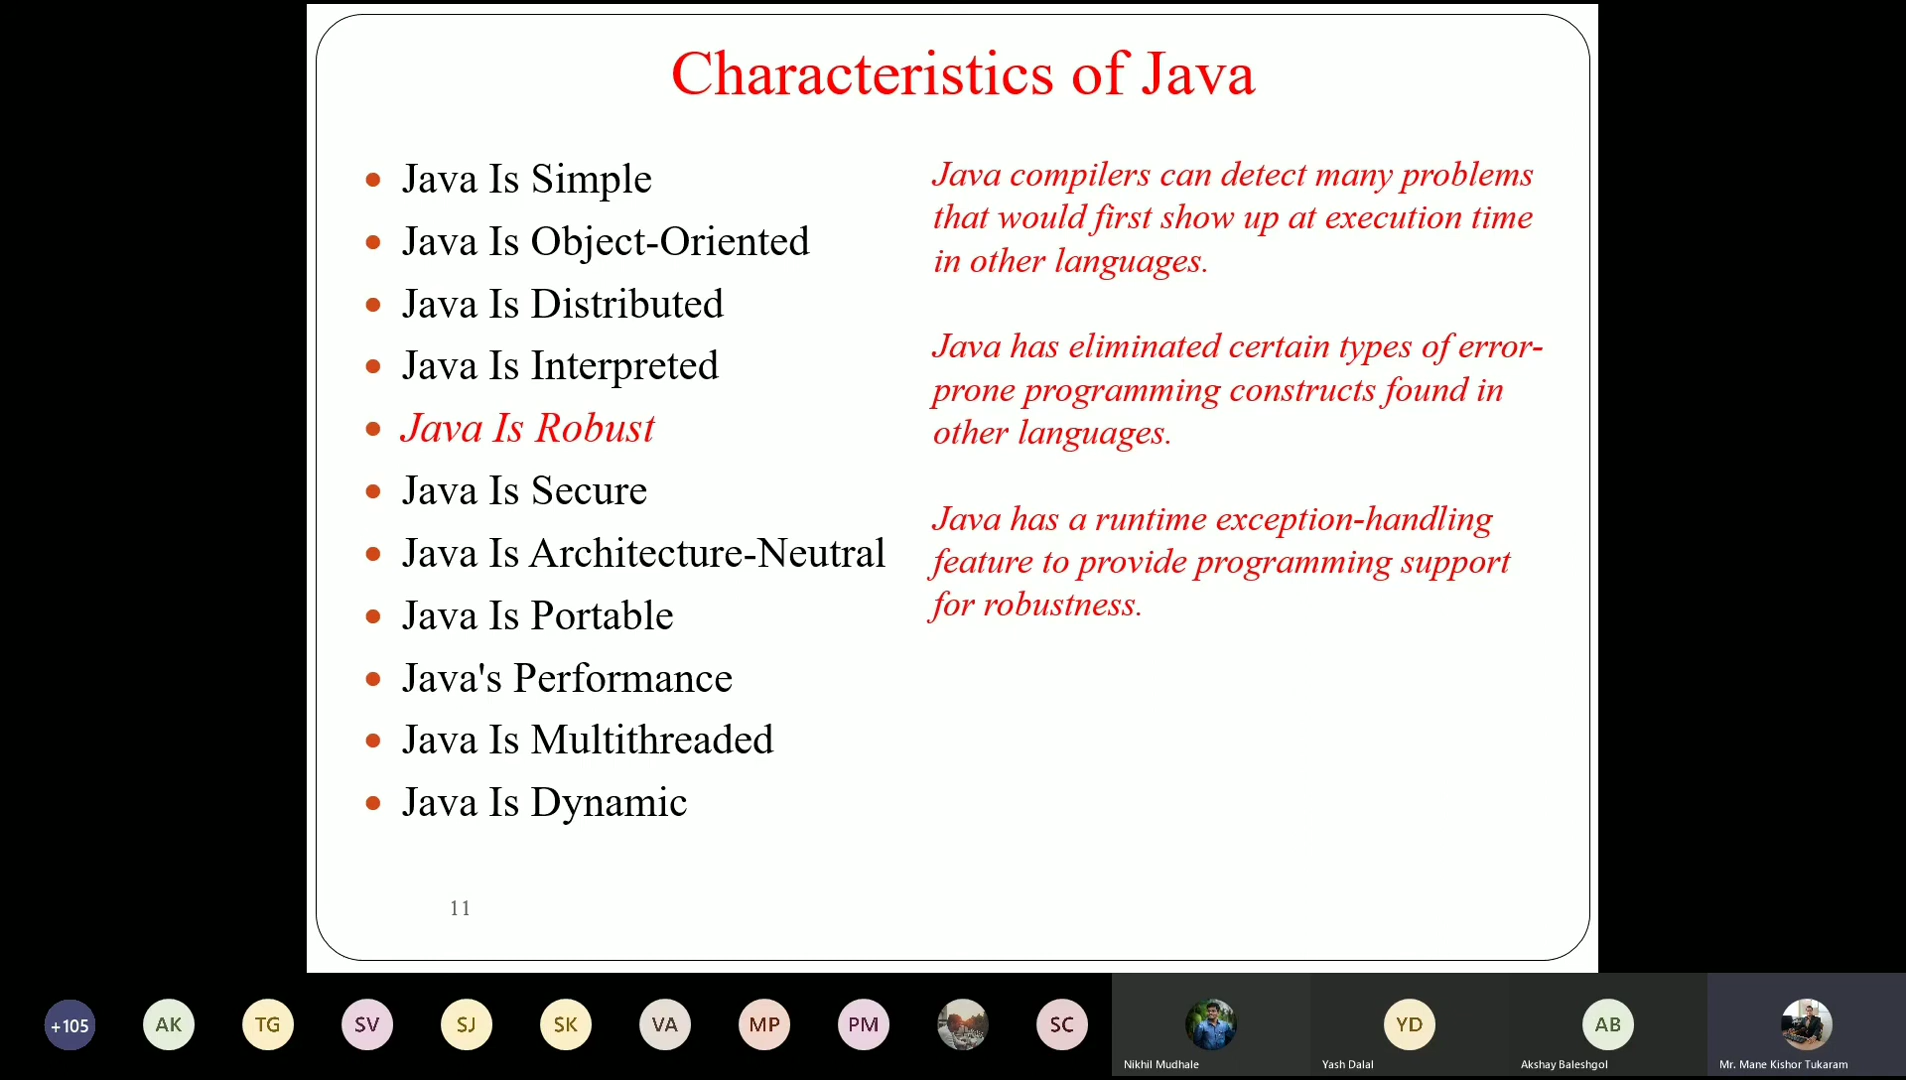 Characteristics of Java
Java Is Simple
Java Is Object-Oriented
Java Is Distributed
Java Is Interpreted
Java Is Robust
Java Is Secure
Java Is Architecture-Neutral
Java Is Portable
Java's Performance
Java Is Multithreaded
Java Is Dynamic
Java compilers can detect many problems
that would first show up at execution time
in other languages.
Java has eliminated certain types of error-
prone programming constructs found in
other languages.
Java has a runtime exception-handling
feature to provide programming support
for robustness.
11
+105
AK
TG
SV
SJ
SK
VA
MP
PM
SC
Nikhil Mudhale
YD
Yash Dalal
AB
Akshay Baleshgol
Mr. Mane Kishor Tukaram